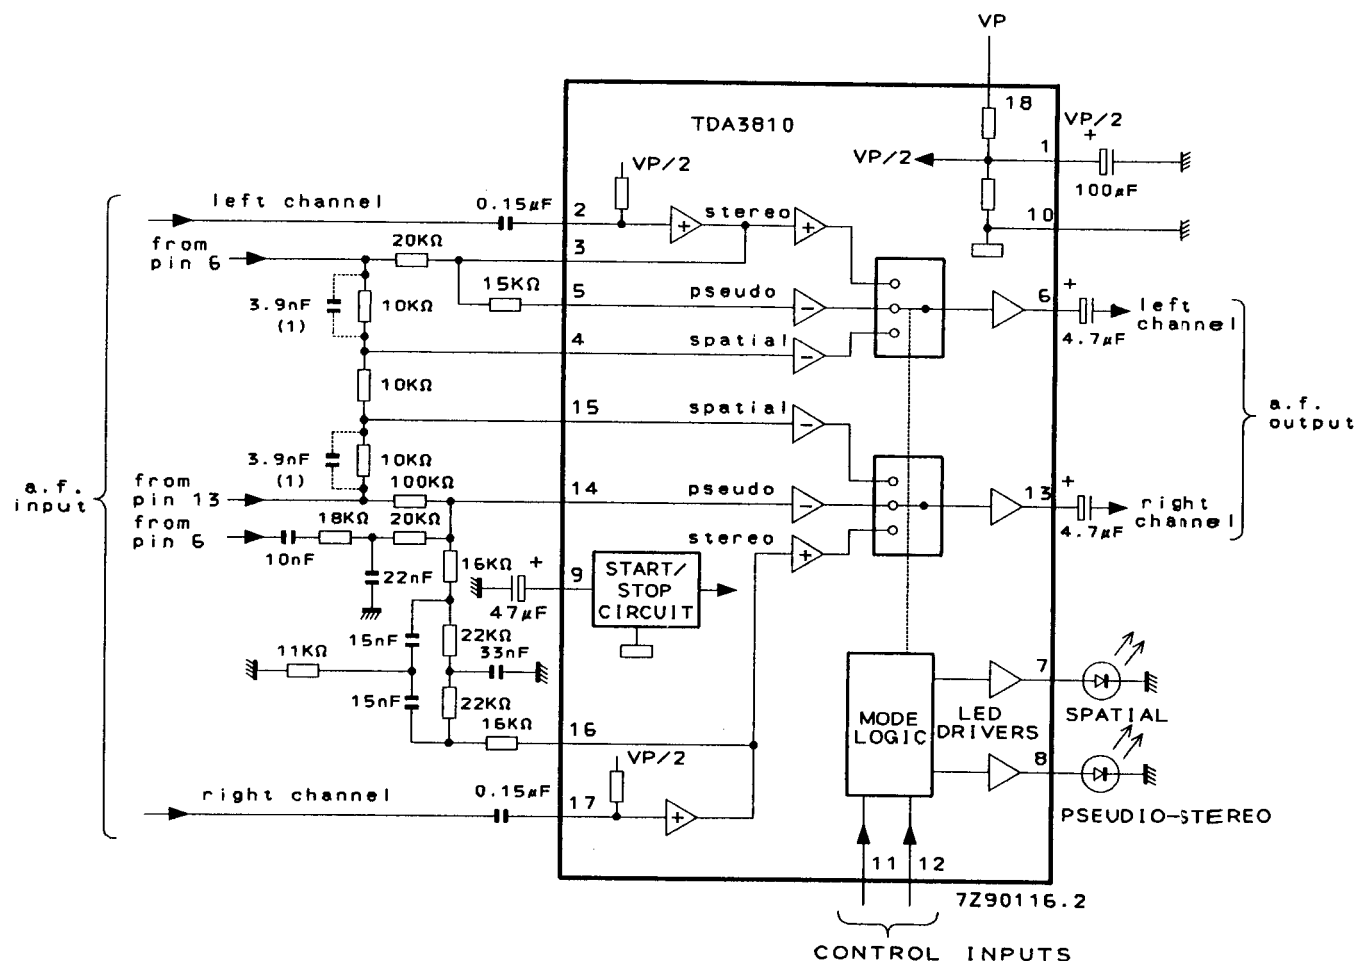 VP
18
TDA3810
VP/2
+
1
VP/2
VP/2
100µF
left channel
0.15µF
2
+
stereo
+
10
from
pin 6
20KΩ
3
15KΩ
5
pseudo
−
6
+
left
channel
4.7µF
3.9nF
(1)
10KΩ
4
spatial
−
10KΩ
15
spatial
−
a.f.
output
3.9nF
(1)
10KΩ
a.f.
input
from
pin 13
100KΩ
14
pseudo
−
13
+
right
channel
4.7µF
from
pin 6
18KΩ
20KΩ
stereo
+
10nF
22nF
16KΩ
+
9
47µF
START/
STOP
CIRCUIT
15nF
22KΩ
33nF
11KΩ
15nF
22KΩ
16KΩ
16
MODE
LOGIC
LED
DRIVERS
7
SPATIAL
8
PSEUDIO-STEREO
VP/2
right channel
0.15µF
17
+
11
12
7Z90116.2
CONTROL INPUTS